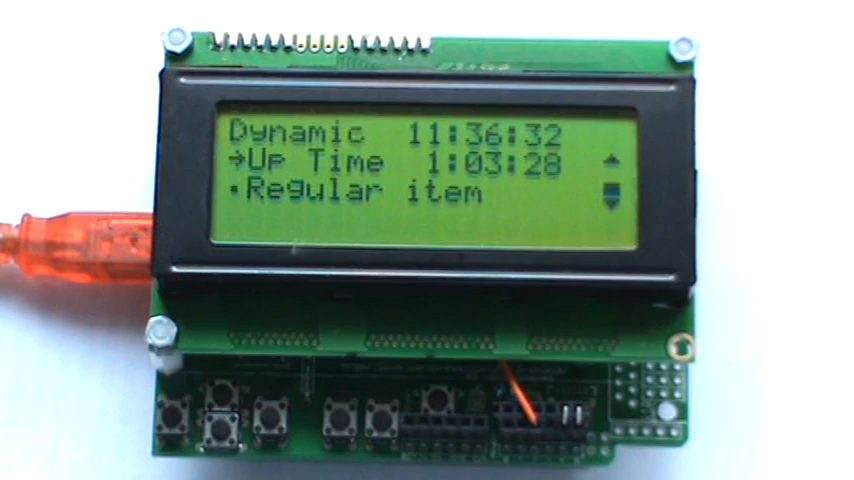 Dynamic 11:36:32
→Up Time 1:03:28
·Regular item